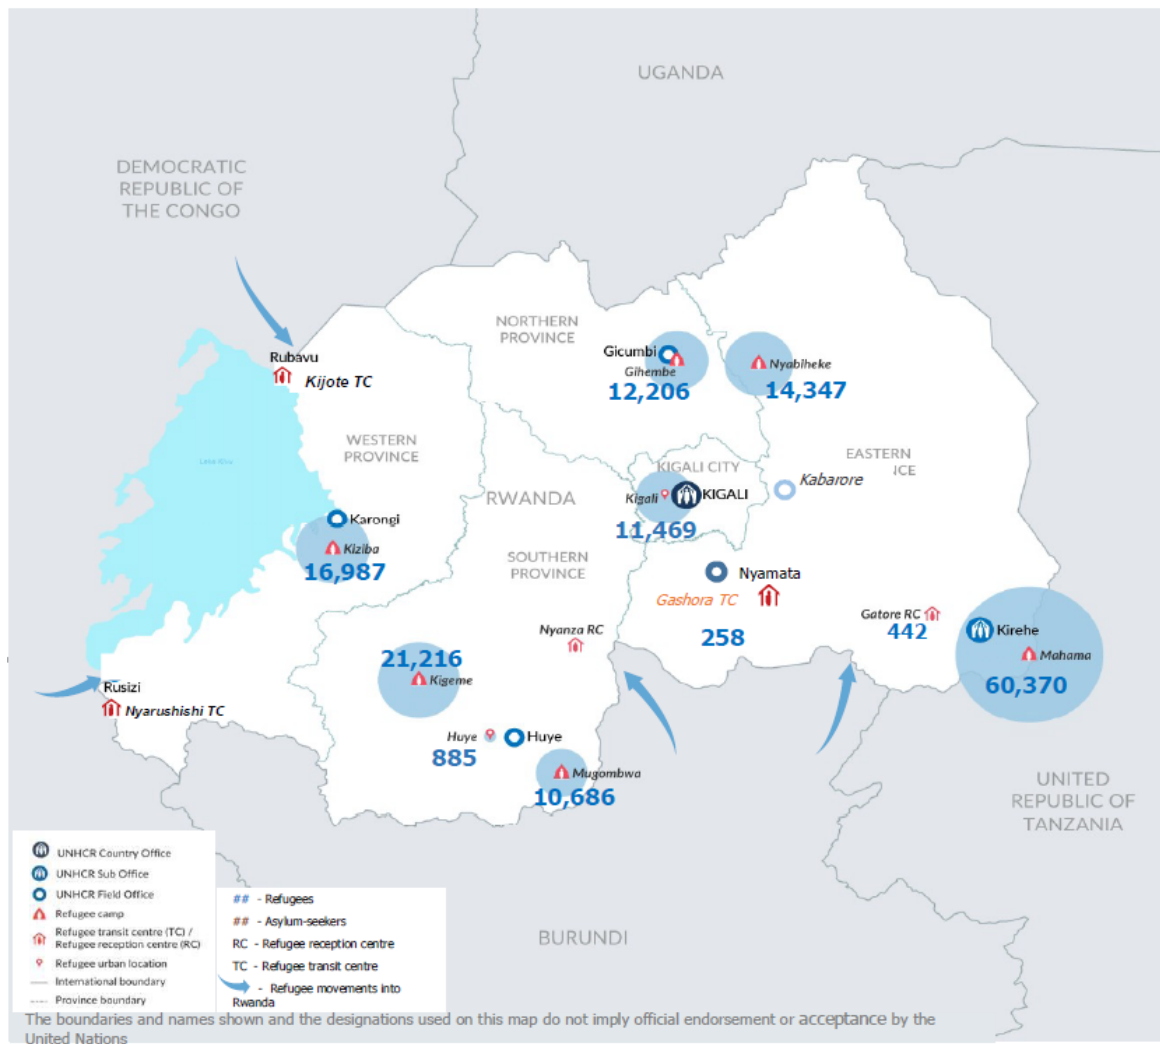 UGANDA
DEMOCRATIC
REPUBLIC OF
THE CONGO
NORTHERN
PROVINCE
Rubavu
Kijote TC
Gicumbi
Gihembe
12,206
Nyabiheke
14,347
WESTERN
PROVINCE
KIGALI CITY
EASTERN
ICE
Lake Kivu
Kabarore
Kigali
KIGALI
RWANDA
11,469
Karongi
Kiziba
16,987
SOUTHERN
PROVINCE
Nyamata
Gashora TC
258
Gatore RC
442
Kirehe
Mahama
60,370
Nyanza RC
21,216
Kigeme
Rusizi
Nyarushishi TC
Huye
Huye
885
Mugombwa
10,686
UNITED
REPUBLIC OF
TANZANIA
BURUNDI
UNHCR Country Office
UNHCR Sub Office
UNHCR Field Office
Refugee camp
Refugee transit centre (TC) /
Refugee reception centre (RC)
Refugee urban location
International boundary
Province boundary
## - Refugees
## - Asylum-seekers
RC - Refugee reception centre
TC - Refugee transit centre
- Refugee movements into
Rwanda
The boundaries and names shown and the designations used on this map do not imply official endorsement or acceptance by the
United Nations